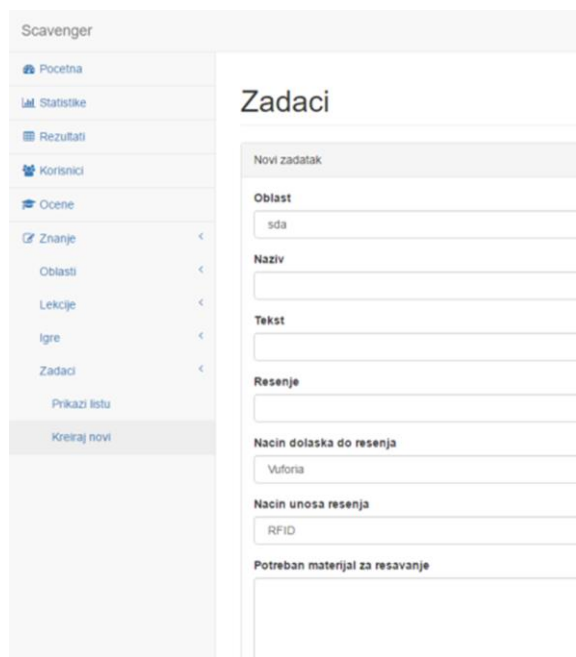 Scavenger
Pocetna
Statistike
Rezultati
Korisnici
Ocene
Znanje
Oblasti
Lekcije
Igre
Zadaci
Prikazi listu
Kreiraj novi
Zadaci
Novi zadatak
Oblast
sda
Naziv
Tekst
Resenje
Nacin dolaska do resenja
Vuforia
Nacin unosa resenja
RFID
Potreban materijal za resavanje